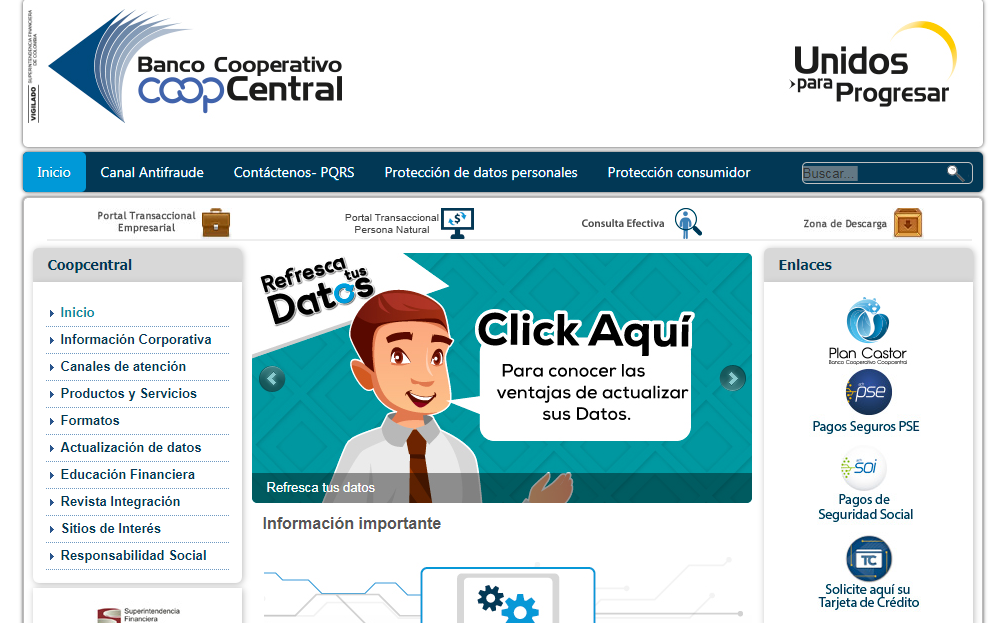 VIGILADO SUPERINTENDENCIA FINANCIERA
DE COLOMBIA
Banco Cooperativo
coopCentral
Unidos
para
Progresar
Inicio
Canal Antifraude
Contáctenos- PQRS
Protección de datos personales
Protección consumidor
Buscar...
Portal Transaccional
Empresarial
Portal Transaccional
Persona Natural
Consulta Efectiva
Zona de Descarga
Coopcentral
Inicio
Información Corporativa
Canales de atención
Productos y Servicios
Formatos
Actualización de datos
Educación Financiera
Revista Integración
Sitios de Interés
Responsabilidad Social
Superintendencia
Financiera
Refresca
tus
Datos
Click Aquí
Para conocer las
ventajas de actualizar
sus Datos.
Refresca tus datos
Información importante
Enlaces
Plan Castor
Banco Cooperativo Coopcentral
pse
Pagos Seguros PSE
SOI
Pagos de
Seguridad Social
TC
Solicite aquí su
Tarjeta de Crédito